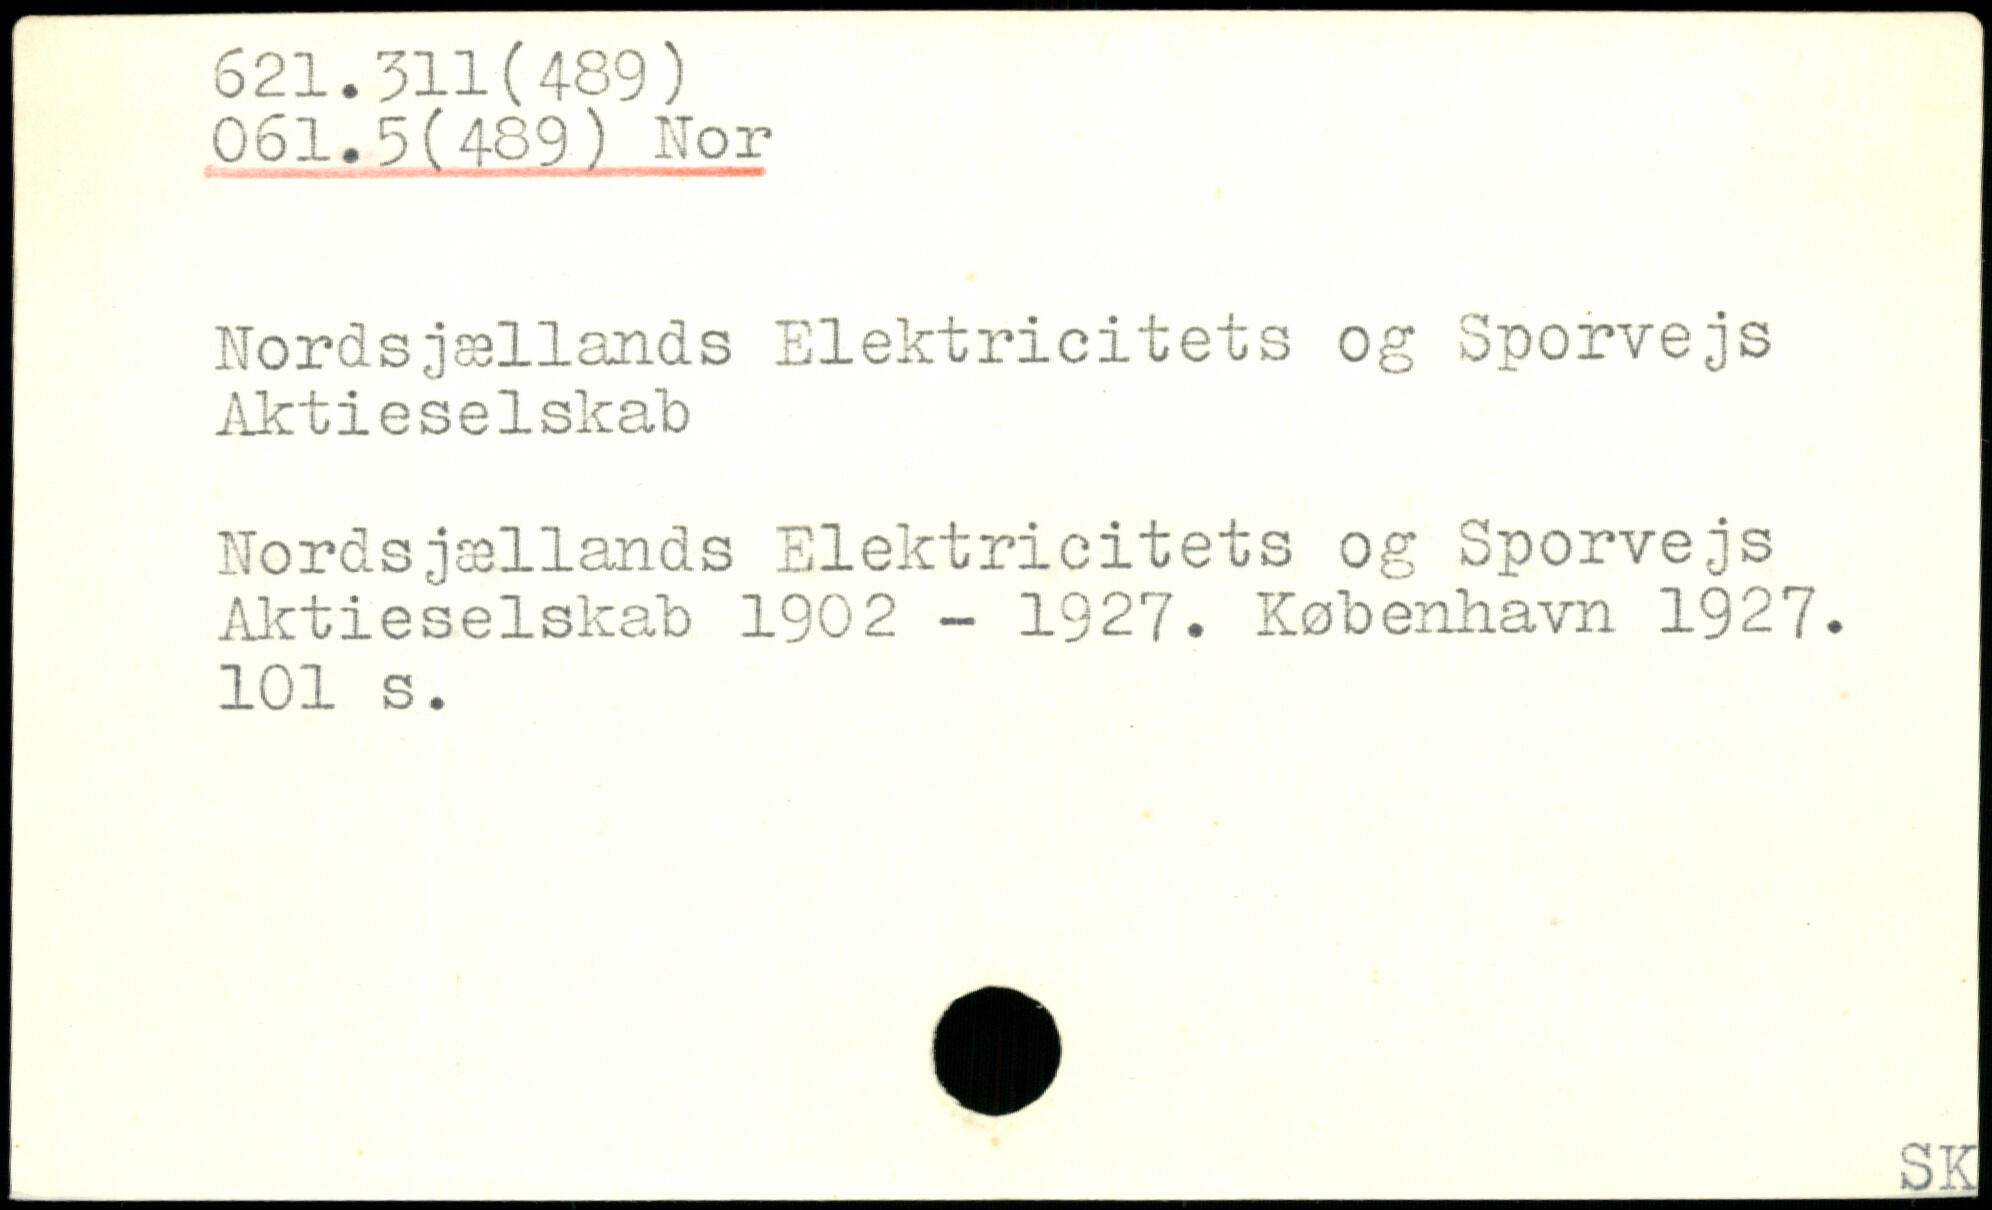 621.311(489)
061.5(489) Nor
Nordsjællands Elektricitets og Sporvejs
Aktieselskab
Nordsjællands Elektricitets og Sporvejs
Aktieselskab 1902 - 1927. København 1927.
101 s.
SK